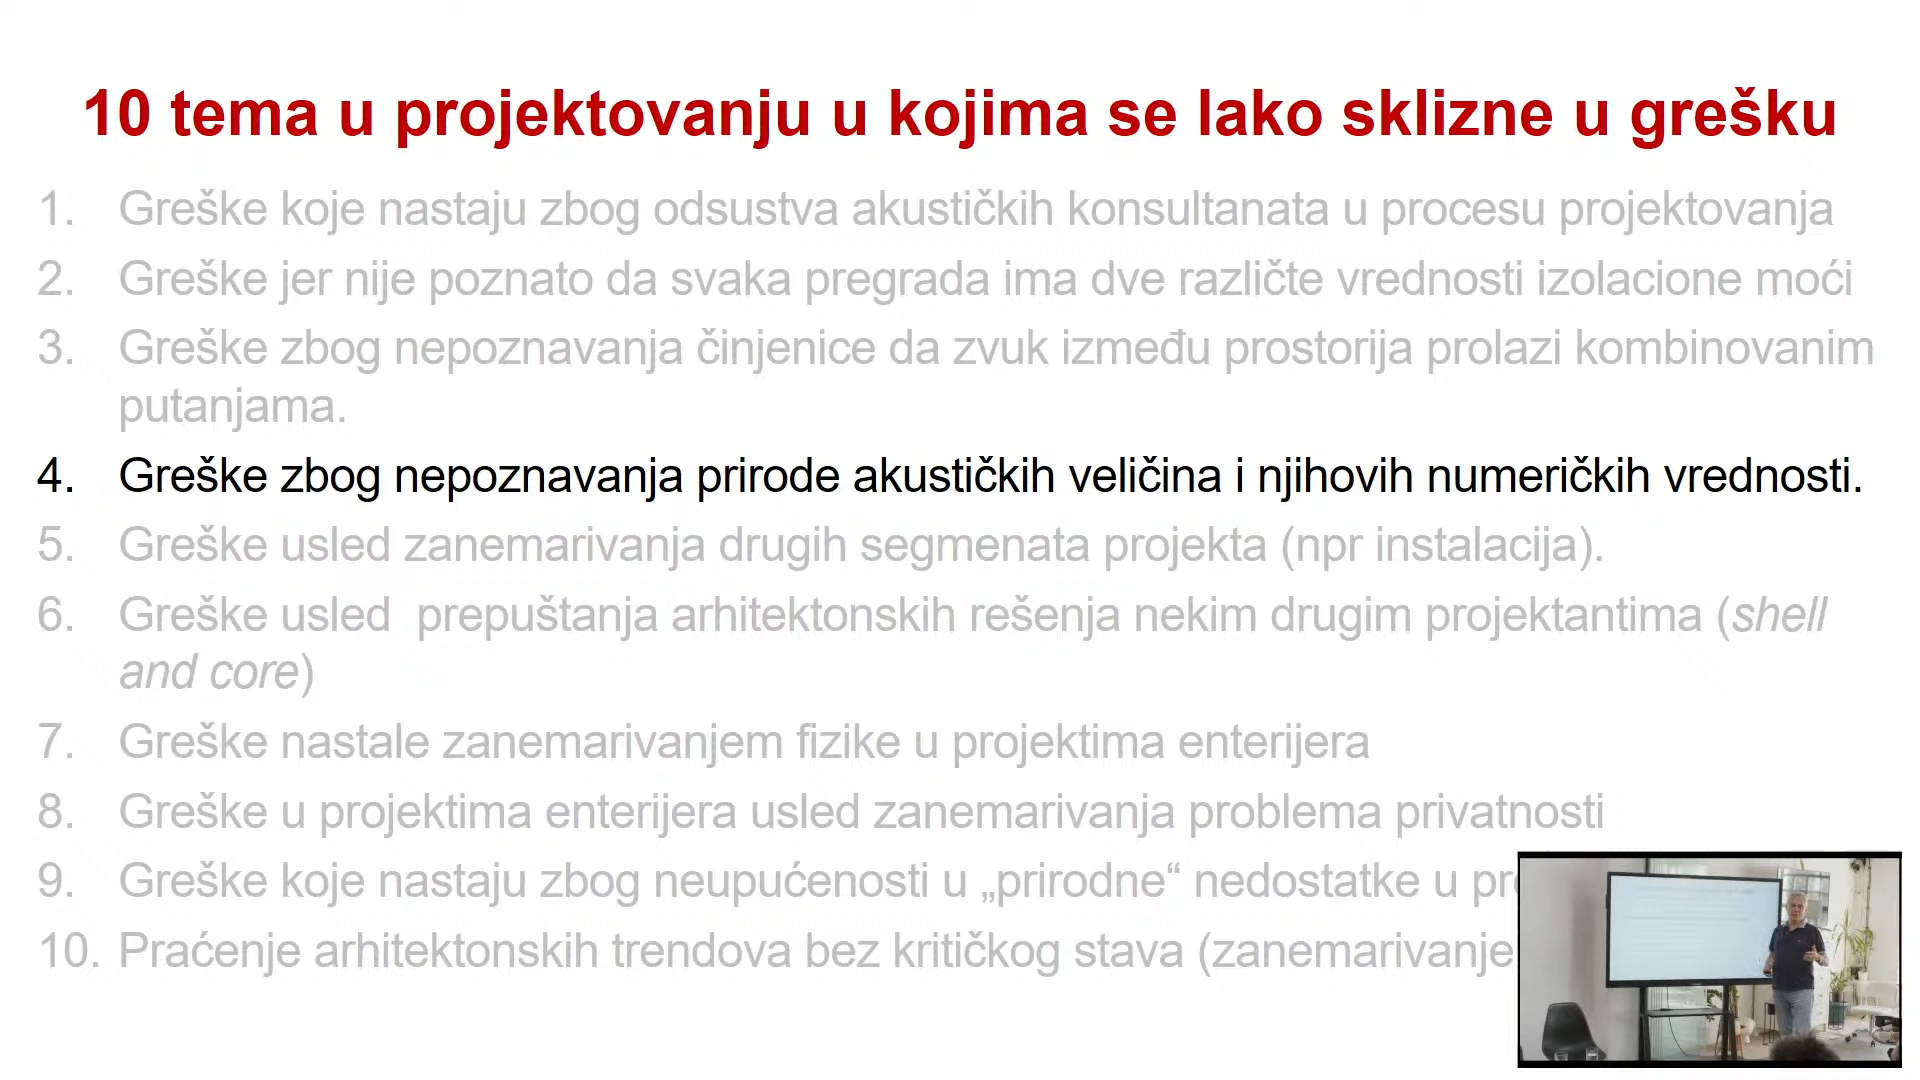 10 tema u projektovanju u kojima se lako sklizne u grešku
1. Greške koje nastaju zbog odsustva akustičkih konsultanata u procesu projektovanja
2. Greške jer nije poznato da svaka pregrada ima dve različte vrednosti izolacione moći
3. Greške zbog nepoznavanja činjenice da zvuk između prostorija prolazi kombinovanim
putanjama.
4. Greške zbog nepoznavanja prirode akustičkih veličina i njihovih numeričkih vrednosti.
5. Greške usled zanemarivanja drugih segmenata projekta (npr instalacija).
6. Greške usled prepuštanja arhitektonskih rešenja nekim drugim projektantima (shell
and core)
7. Greške nastale zanemarivanjem fizike u projektima enterijera
8. Greške u projektima enterijera usled zanemarivanja problema privatnosti
9. Greške koje nastaju zbog neupućenosti u „prirodne“ nedostatke u
10. Praćenje arhitektonskih trendova bez kritičkog stava (zanemarivanje